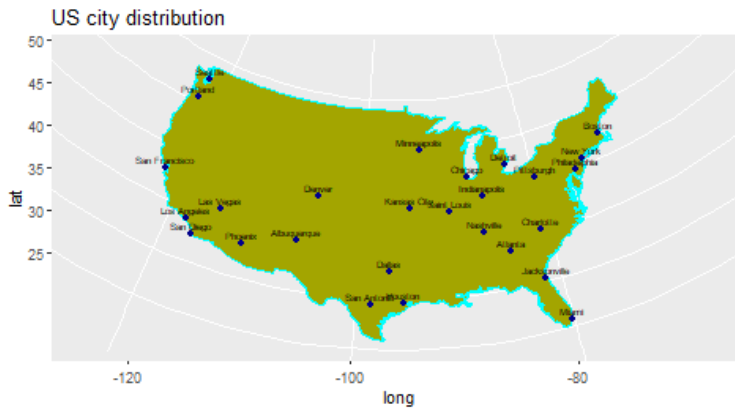 US city distribution
50
45
40
35
30
25
lat
Seattle
Portland
Boston
Minneapolis
New York
Detroit
Philadelphia
San Francisco
Chicago
Pittsburgh
Denver
Indianapolis
Las Vegas
Kansas City
Saint Louis
Los Angeles
San Diego
Nashville
Charlotte
Phoenix
Albuquerque
Atlanta
Dallas
Jacksonville
San Antonio
Houston
Miami
-120
-100
-80
long